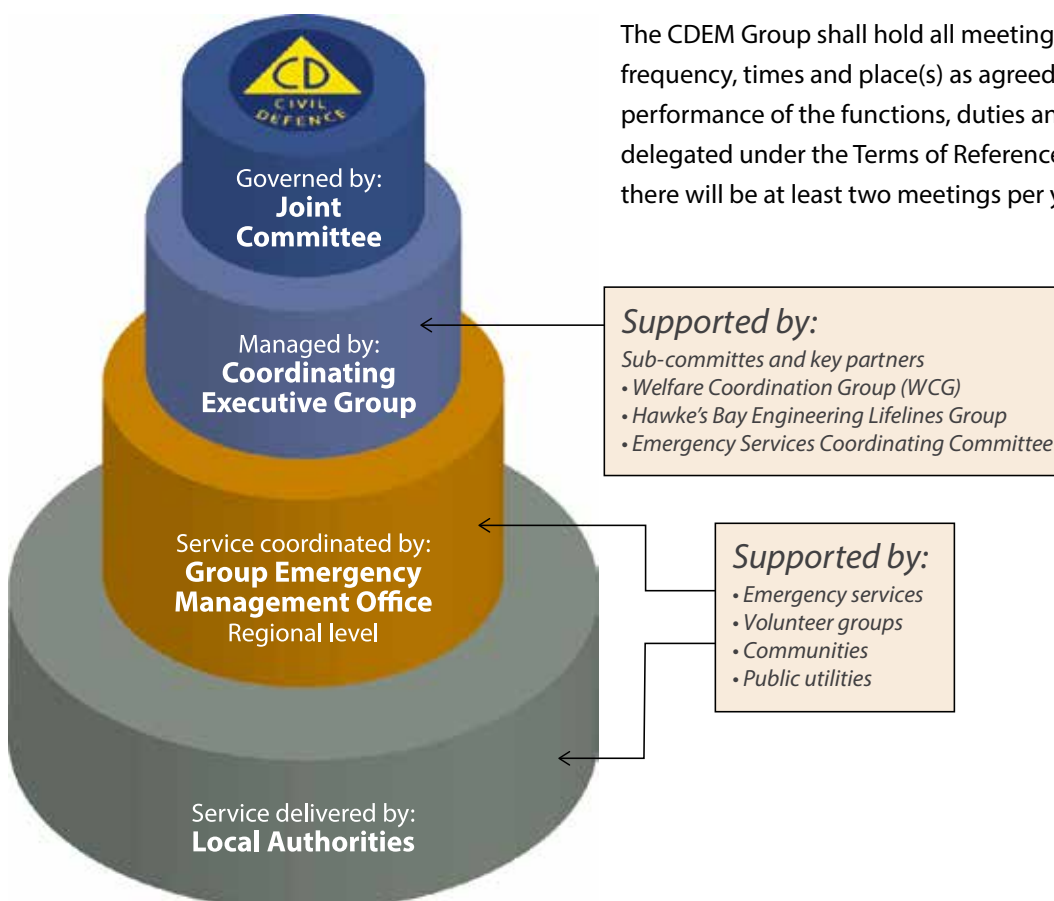 The CDEM Group shall hold all meeting
frequency, times and place(s) as agreed
performance of the functions, duties an
delegated under the Terms of Reference
there will be at least two meetings per y
CD
CIVIL
DEFENCE
Governed by:
Joint
Committee
Managed by:
Coordinating
Executive Group
Supported by:
Sub-committes and key partners
• Welfare Coordination Group (WCG)
• Hawke's Bay Engineering Lifelines Group
• Emergency Services Coordinating Committee
Service coordinated by:
Group Emergency
Management Office
Regional level
Supported by:
• Emergency services
• Volunteer groups
• Communities
• Public utilities
Service delivered by:
Local Authorities